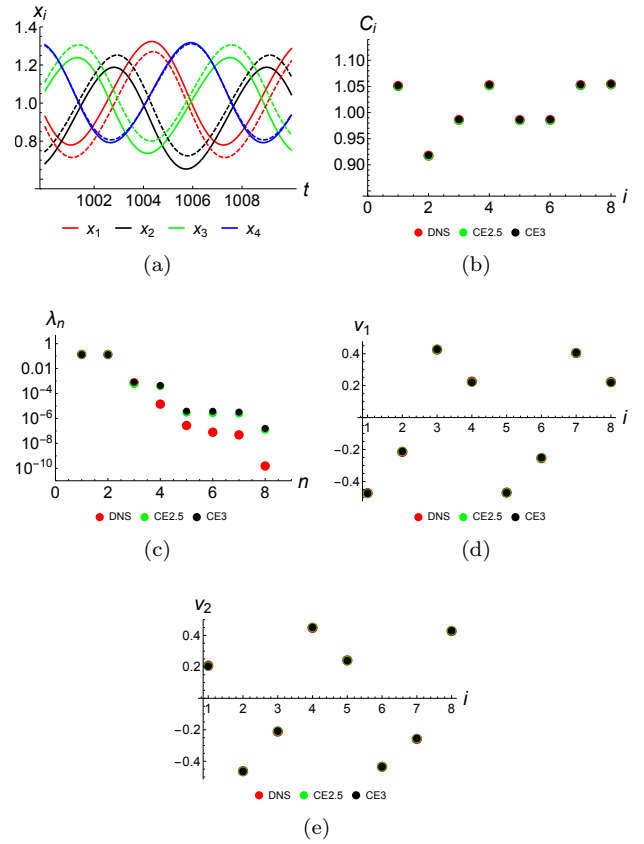 x_i
1.4
1.2
1.0
0.8
1002 1004 1006 1008 t
x_1 x_2 x_3 x_4
(a)
C_i
1.10
1.05
1.00
0.95
0.90
0 2 4 6 8 i
DNS CE2.5 CE3
(b)
λ_n
1
0.01
10^-4
10^-6
10^-8
10^-10
0 2 4 6 8 n
DNS CE2.5 CE3
(c)
v_1
0.4
0.2
1 2 3 4 5 6 7 8 i
-0.2
-0.4
DNS CE2.5 CE3
(d)
v_2
0.4
0.2
1 2 3 4 5 6 7 8 i
-0.2
-0.4
DNS CE2.5 CE3
(e)